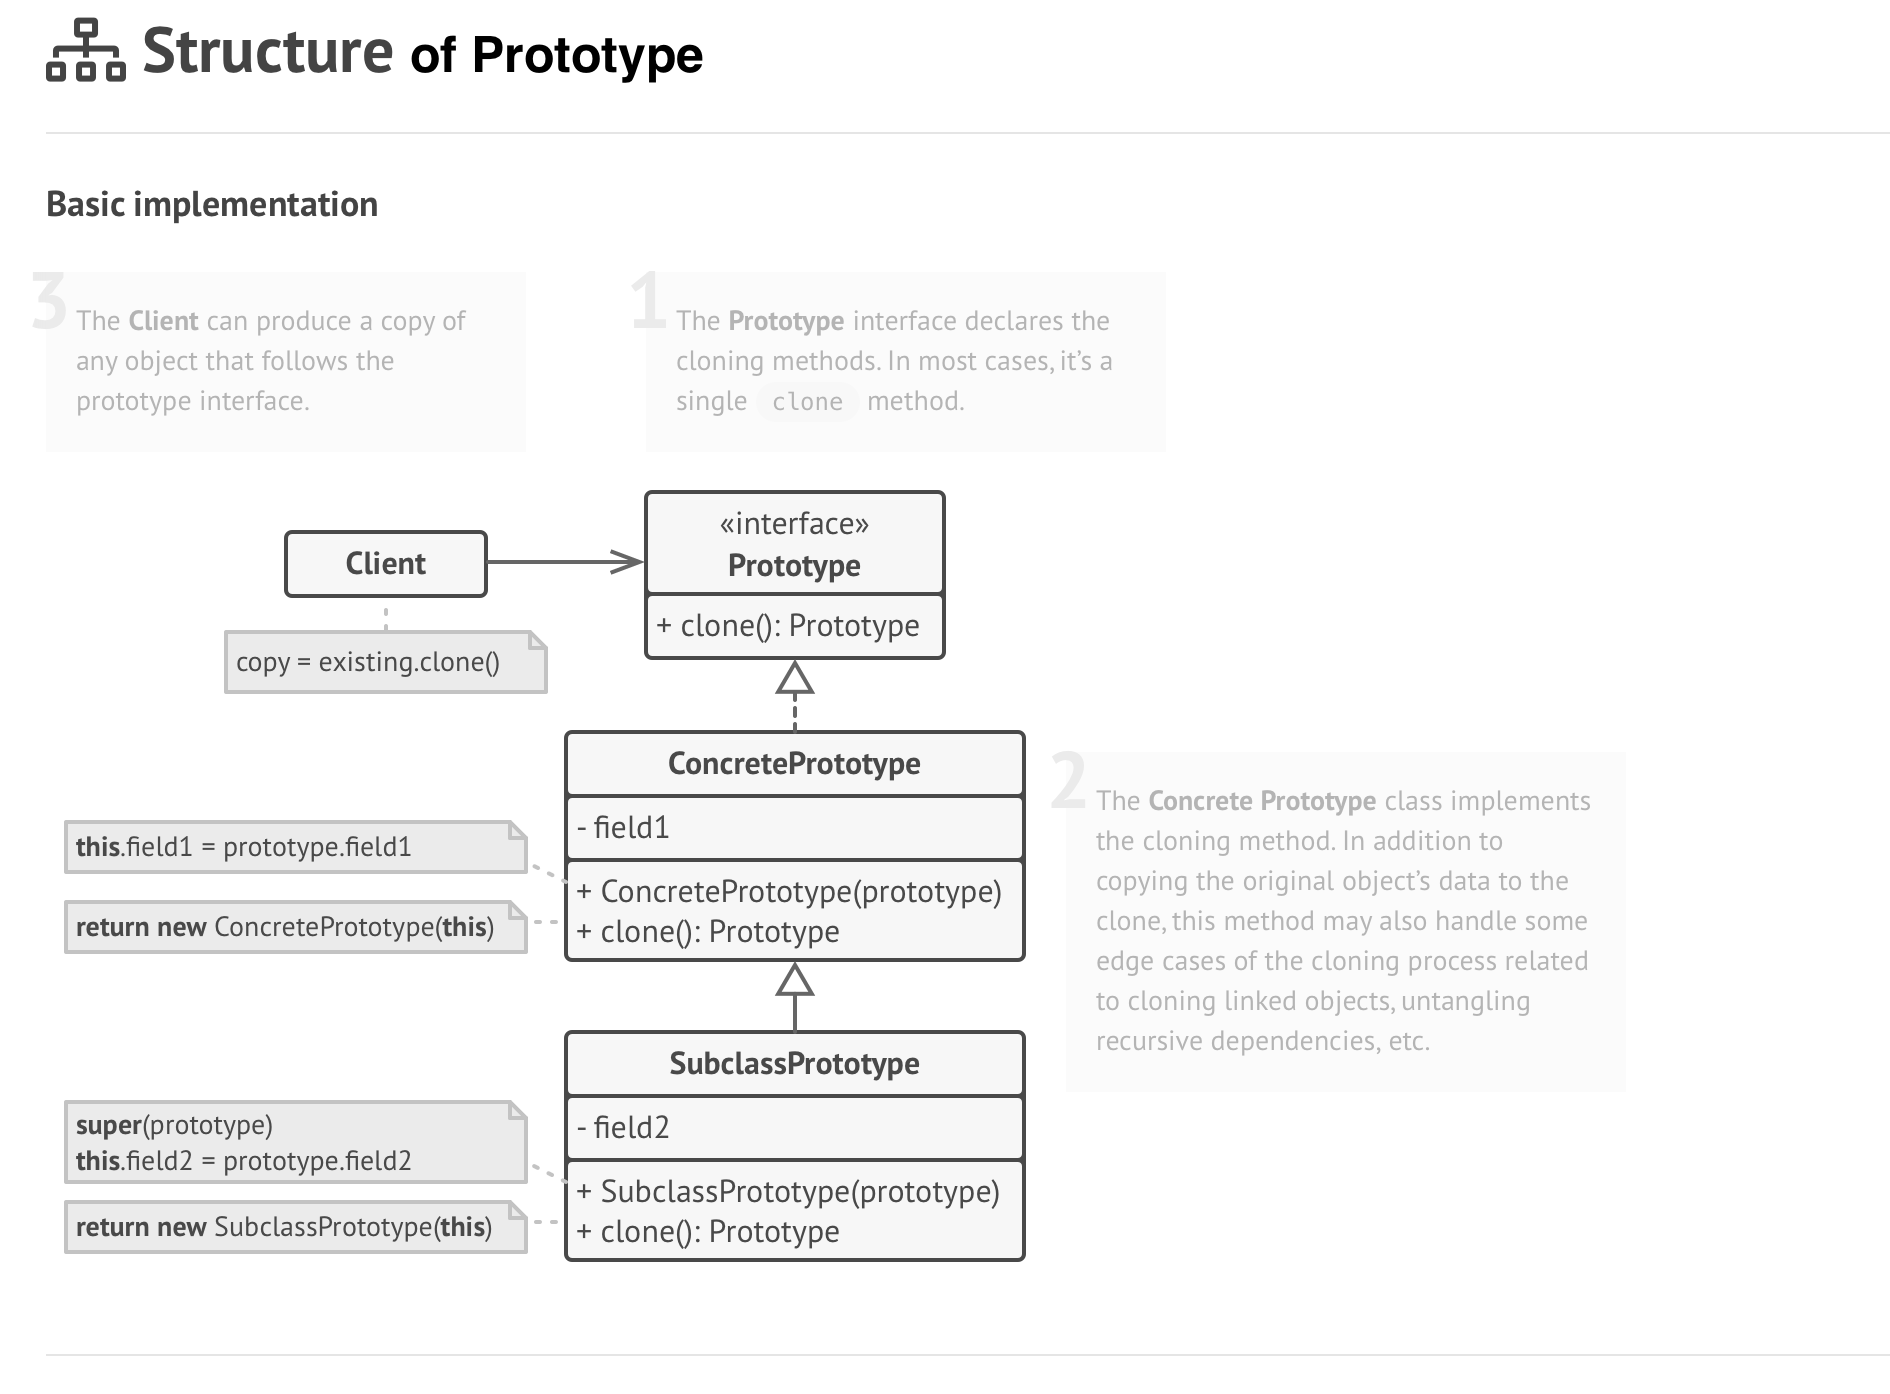 Structure of Prototype
Basic implementation
3
The Client can produce a copy of
any object that follows the
prototype interface.
1
The Prototype interface declares the
cloning methods. In most cases, it’s a
single clone method.
Client
copy = existing.clone()
«interface»
Prototype
+ clone(): Prototype
ConcretePrototype
- field1
+ ConcretePrototype(prototype)
+ clone(): Prototype
this.field1 = prototype.field1
return new ConcretePrototype(this)
2
The Concrete Prototype class implements
the cloning method. In addition to
copying the original object’s data to the
clone, this method may also handle some
edge cases of the cloning process related
to cloning linked objects, untangling
recursive dependencies, etc.
SubclassPrototype
- field2
+ SubclassPrototype(prototype)
+ clone(): Prototype
super(prototype)
this.field2 = prototype.field2
return new SubclassPrototype(this)